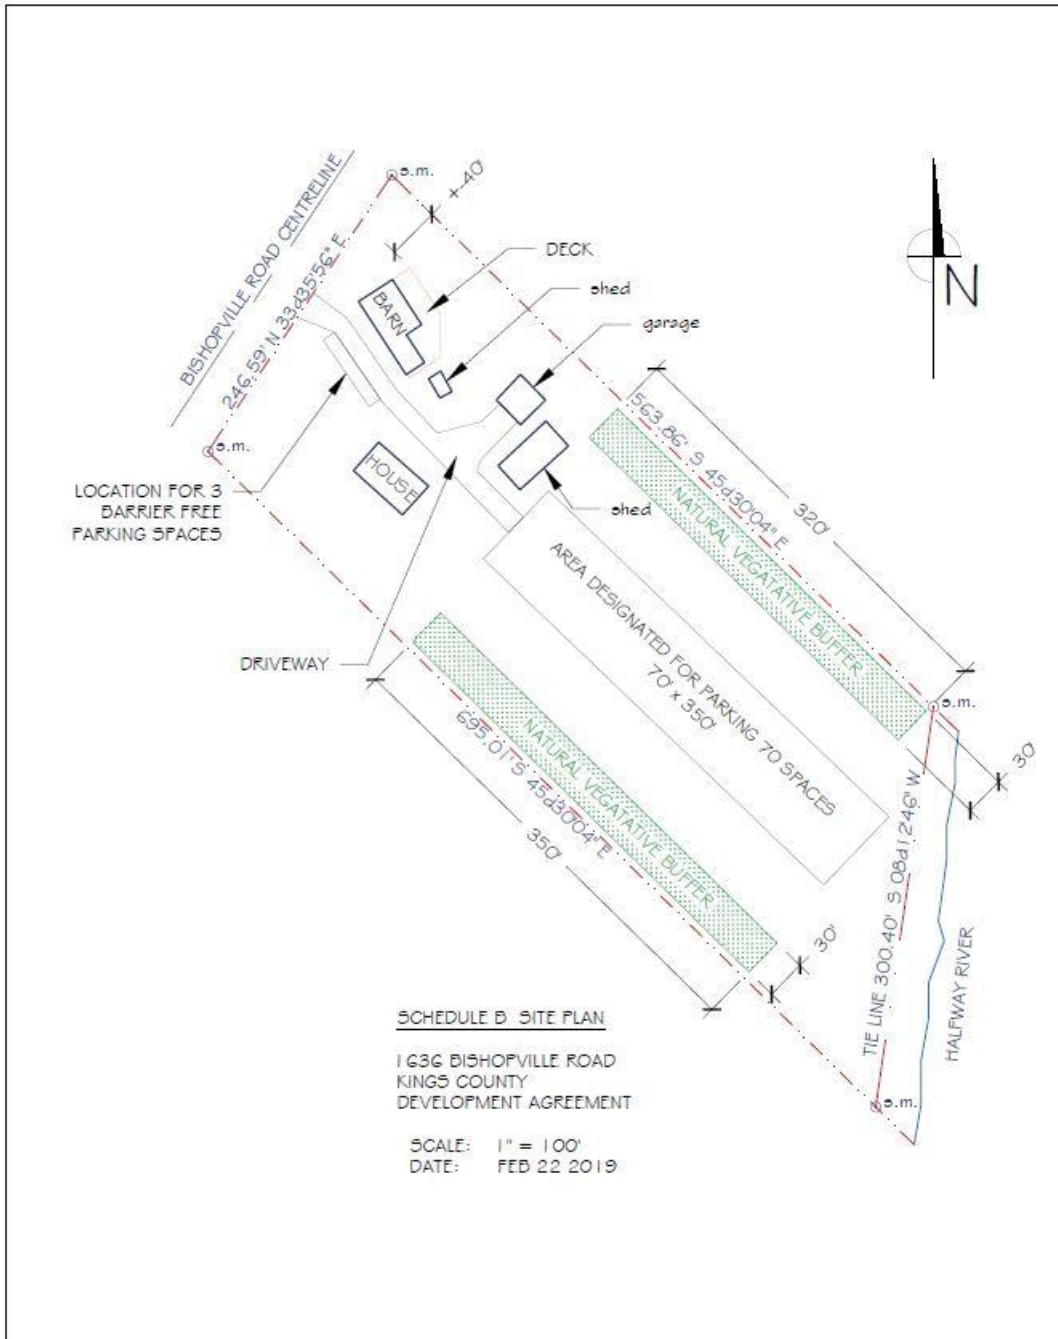 s.m.
+-40'
BISHOPVILLE ROAD CENTRELINE
246.59' N 33d35'56" E
DECK
shed
BARN
garage
N
s.m.
563.86' S 45d30'04" E
320'
LOCATION FOR 3
BARRIER FREE
PARKING SPACES
HOUSE
shed
NATURAL VEGATATIVE BUFFER
AREA DESIGNATED FOR PARKING 70 SPACES
70' x 350'
DRIVEWAY
s.m.
30'
695.01' S 45d30'04" E
NATURAL VEGATATIVE BUFFER
350'
30'
TIE LINE 300.40' S 08d12'46" W
HALFWAY RIVER
s.m.
SCHEDULE B SITE PLAN
1636 BISHOPVILLE ROAD
KINGS COUNTY
DEVELOPMENT AGREEMENT
SCALE: 1" = 100'
DATE: FEB 22 2019